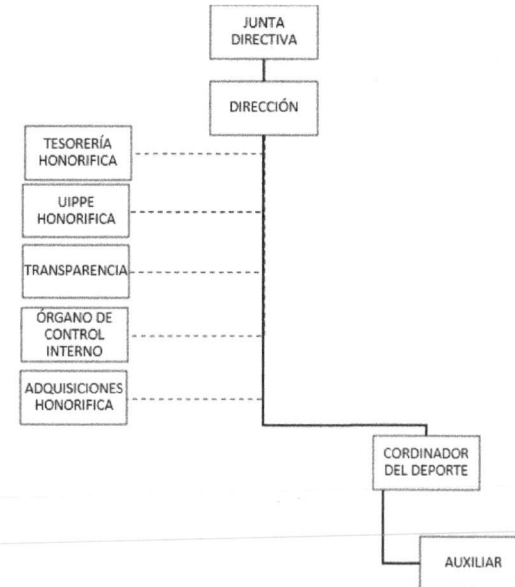 JUNTA
DIRECTIVA
DIRECCIÓN
TESORERÍA
HONORIFICA
UIPPE
HONORIFICA
TRANSPARENCIA
ÓRGANO DE
CONTROL
INTERNO
ADQUISICIONES
HONORIFICA
CORDINADOR
DEL DEPORTE
AUXILIAR